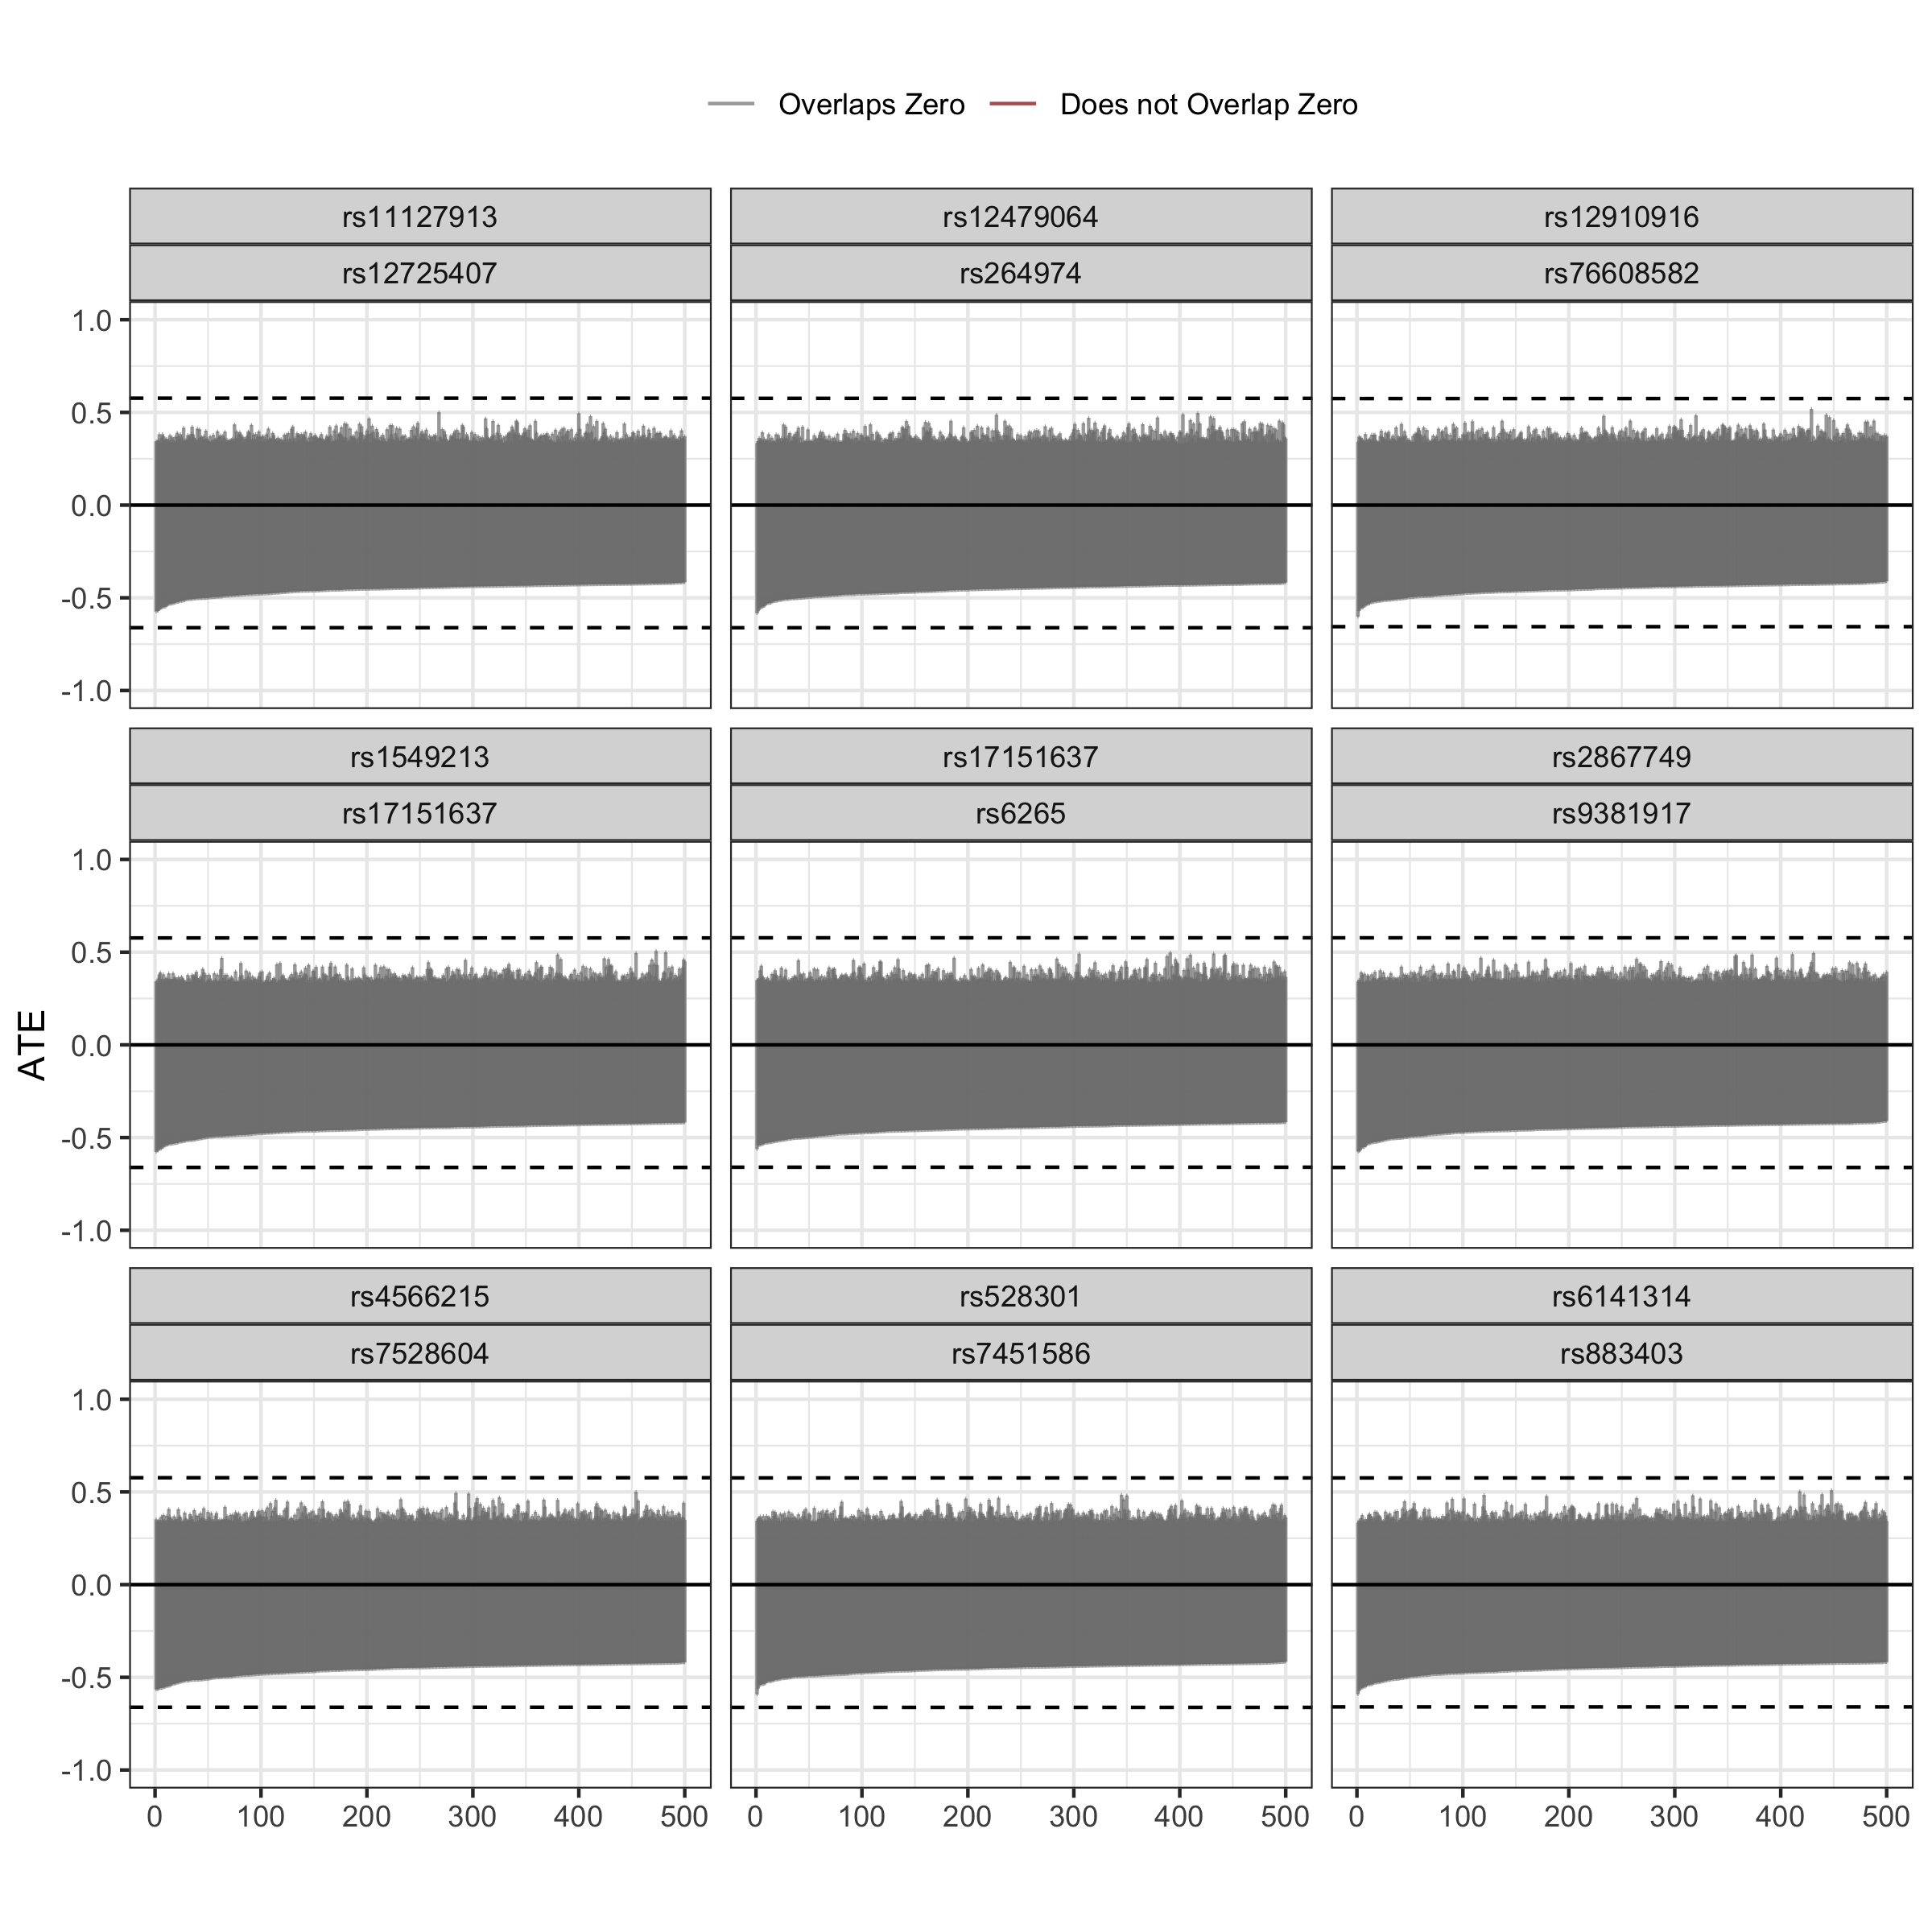 Overlaps Zero Does not Overlap Zero
rs11127913 rs12479064 rs12910916
rs12725407 rs264974 rs76608582
1.0
0.5
0.0
-0.5
-1.0
rs1549213 rs17151637 rs2867749
rs17151637 rs6265 rs9381917
1.0
0.5
0.0
-0.5
-1.0
ATE
rs4566215 rs528301 rs6141314
rs7528604 rs7451586 rs883403
1.0
0.5
0.0
-0.5
-1.0
0 100 200 300 400 500 0 100 200 300 400 500 0 100 200 300 400 500